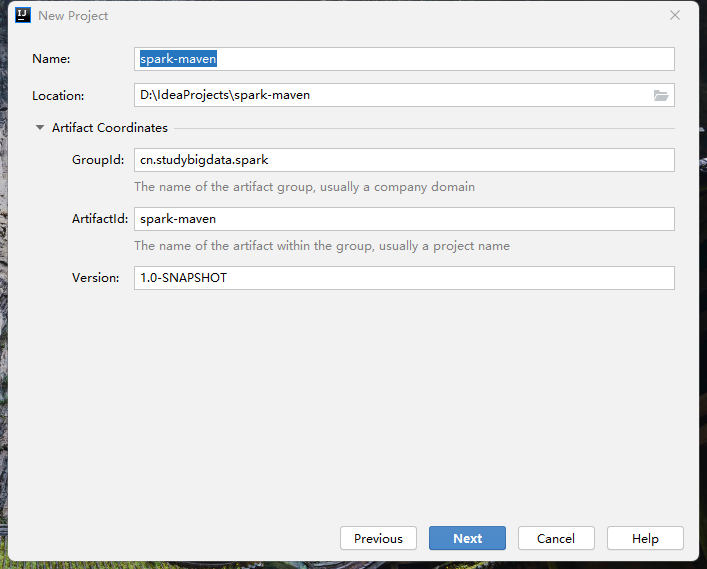 IJ
New Project
Name: spark-maven
Location: D:\IdeaProjects\spark-maven
Artifact Coordinates
GroupId: cn.studybigdata.spark
The name of the artifact group, usually a company domain
ArtifactId: spark-maven
The name of the artifact within the group, usually a project name
Version: 1.0-SNAPSHOT
Previous Next Cancel Help